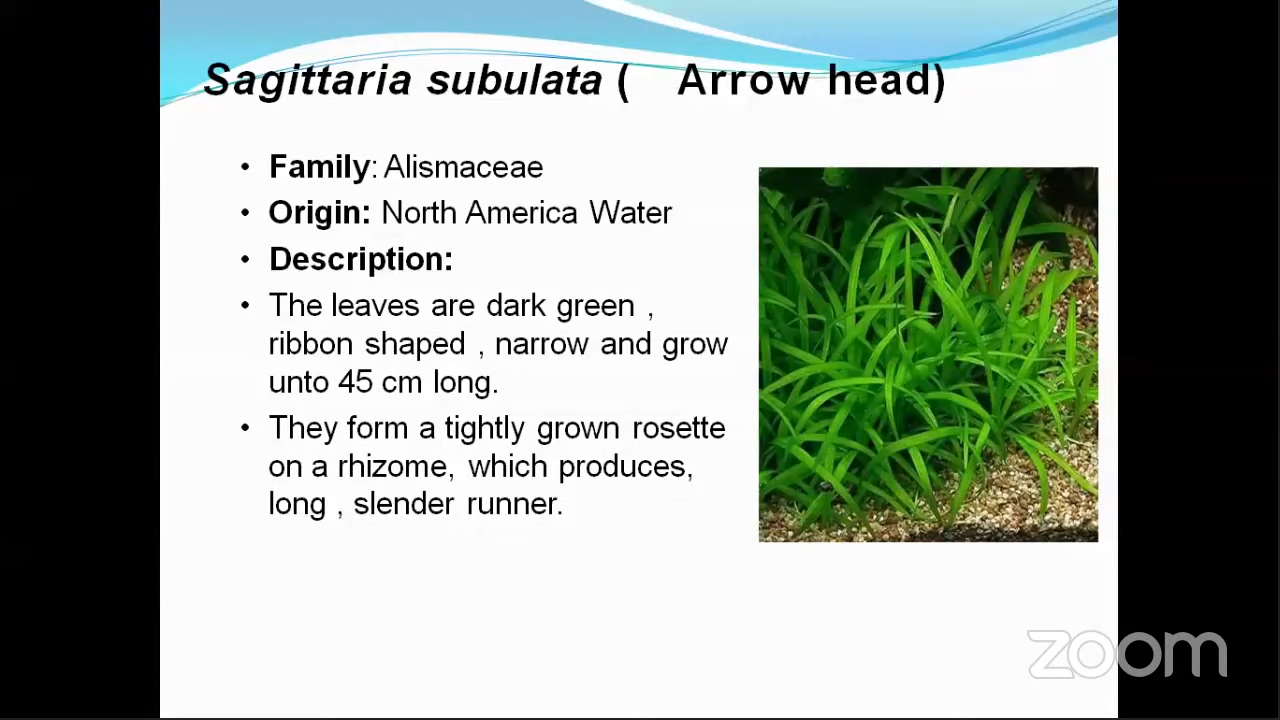 Sagittaria subulata ( Arrow head)
• Family: Alismaceae
• Origin: North America Water
• Description:
• The leaves are dark green ,
ribbon shaped , narrow and grow
unto 45 cm long.
• They form a tightly grown rosette
on a rhizome, which produces,
long , slender runner.
zoom